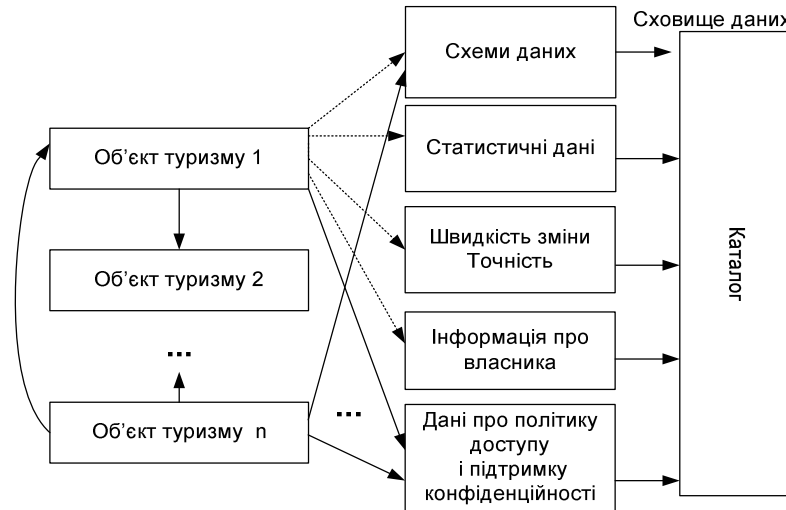 Сховище даних
Схеми даних
Об’єкт туризму 1
Статистичні дані
Швидкість зміни
Точність
Об’єкт туризму 2
Каталог
...
Інформація про
власника
Об’єкт туризму n
...
Дані про політику
доступу
і підтримку
конфіденційності